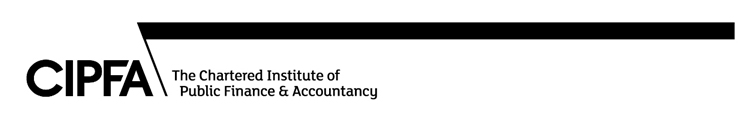 CIPFA
The Chartered Institute of
Public Finance & Accountancy